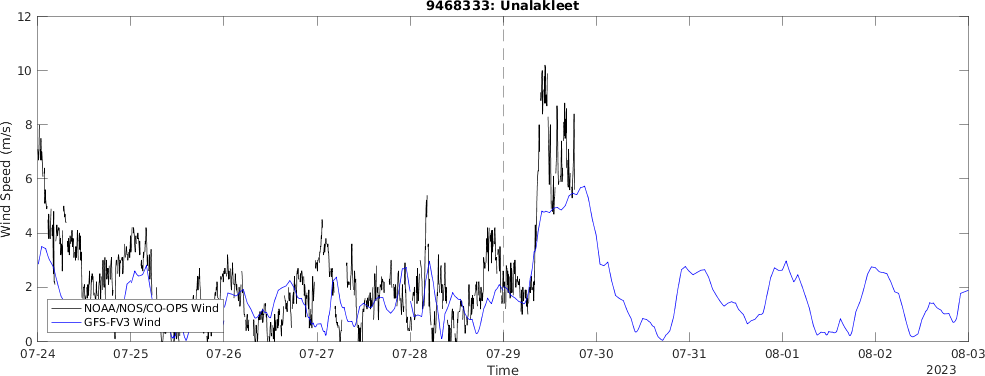 9468333: Unalakleet
12
10
8
6
4
2
0
Wind Speed (m/s)
NOAA/NOS/CO-OPS Wind
GFS-FV3 Wind
07-24 07-25 07-26 07-27 07-28 07-29 07-30 07-31 08-01 08-02 08-03
Time
2023